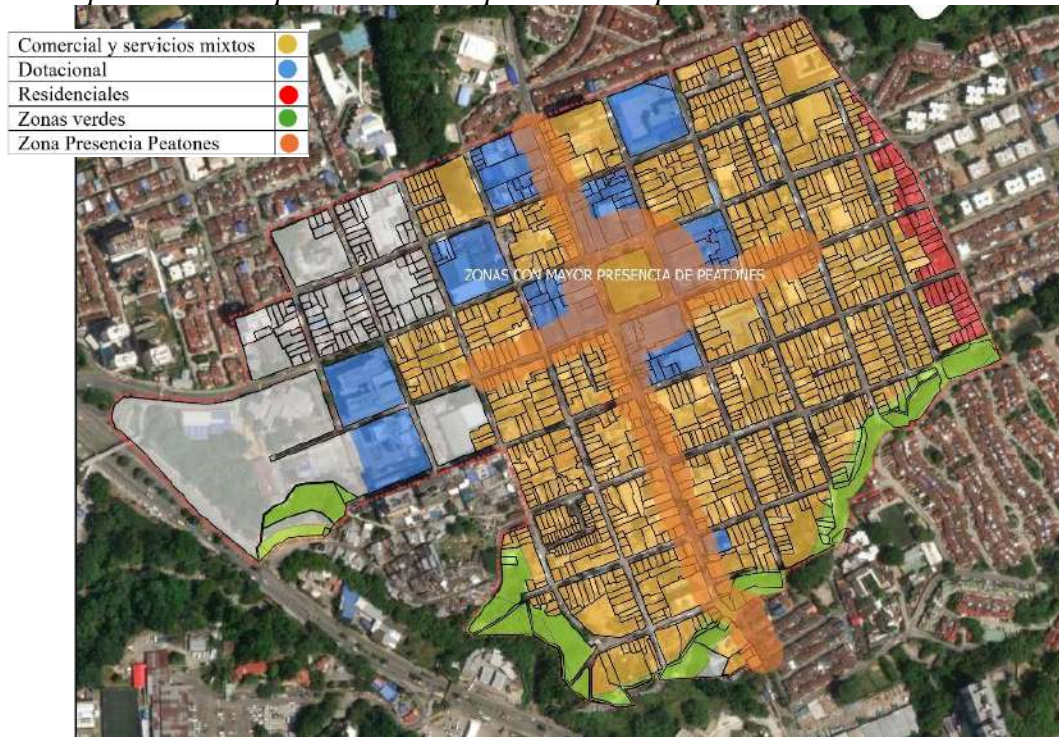 Comercial y servicios mixtos
Dotacional
Residenciales
Zonas verdes
Zona Presencia Peatones
ZONAS CON MAYOR PRESENCIA DE PEATONES